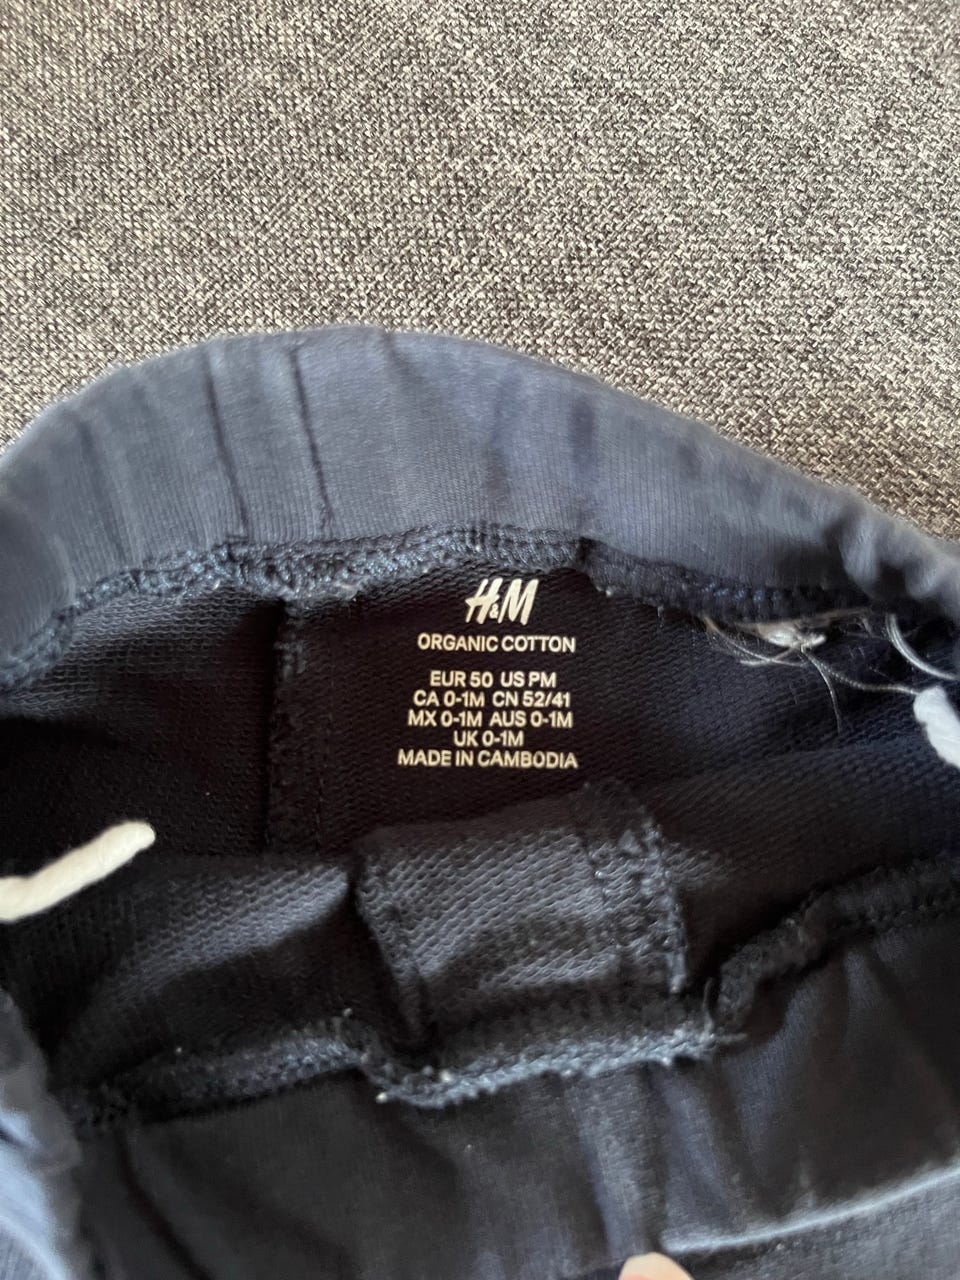 H&M
ORGANIC COTTON
EUR 50 US PM
CA 0-1M CN 52/41
MX 0-1M AUS 0-1M
UK 0-1M
MADE IN CAMBODIA